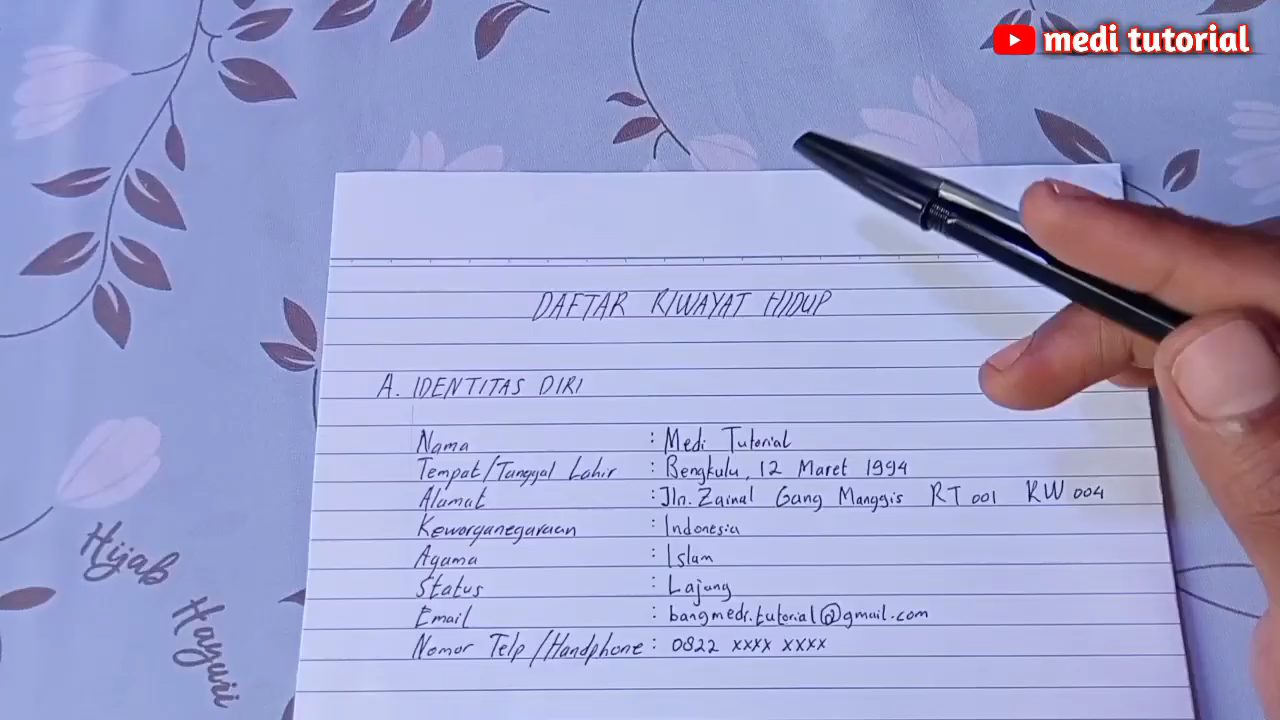 medi tutorial
DAFTAR RIWAYAT HIDUP
A. IDENTITAS DIRI
Nama : Medi Tutorial
Tempat/Tanggal Lahir : Bengkulu, 12 Maret 1994
Alamat : Jln. Zainal Gang Manggis RT 001 RW 004
Keworganegaraan : Indonesia
Agama : Islam
Status : Lajang
Email : bangmedi.tutorial@gmail.com
Nomor Telp/Handphone : 0822 xxxx xxxx
Hijab
Hayuri